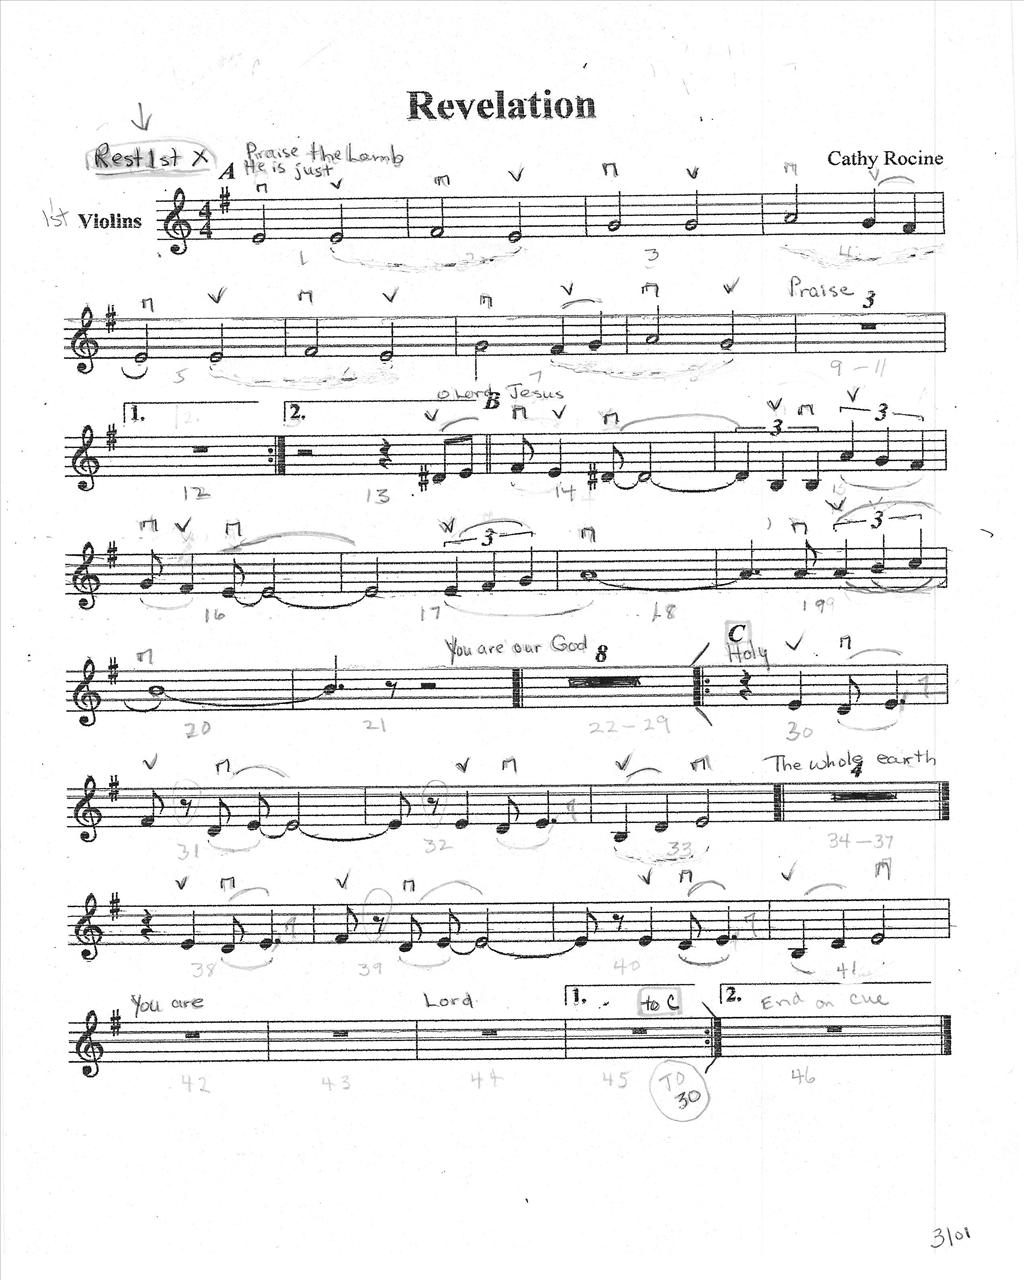 Revelation
Rest 1st X
Praise the Lamb
He is just
Cathy Rocine
A
1st Violins
4
4
1 2 3 4
Praise 3
5 6 7 8 9-11
O Lord Jesus
1. 2. B
3 3
12 13 14 15
3 3
16 17 18 19
You are our God 8
C
Holy
20 21 22-29 30
The whole earth
4
31 32 33 34-37
38 39 40 41
You are Lord
1. to C 2. End on cue
42 43 44 45 TO 30 46
3/01